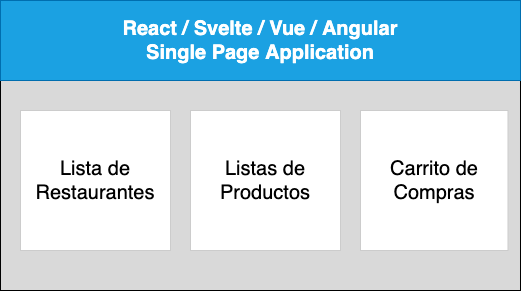 React / Svelte / Vue / Angular
Single Page Application
Lista de
Restaurantes
Listas de
Productos
Carrito de
Compras